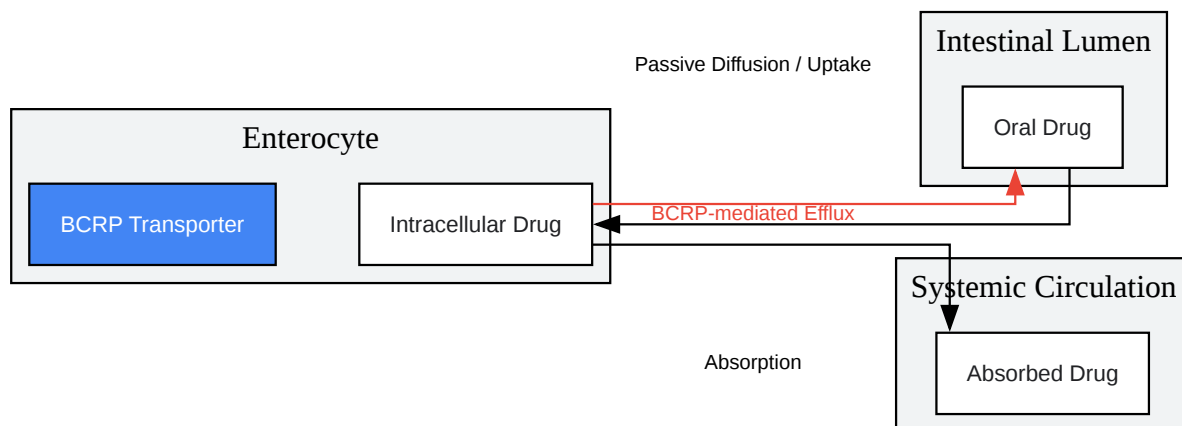 Intestinal Lumen
Passive Diffusion / Uptake
Oral Drug
Enterocyte
BCRP Transporter
Intracellular Drug
BCRP-mediated Efflux
Systemic Circulation
Absorption
Absorbed Drug